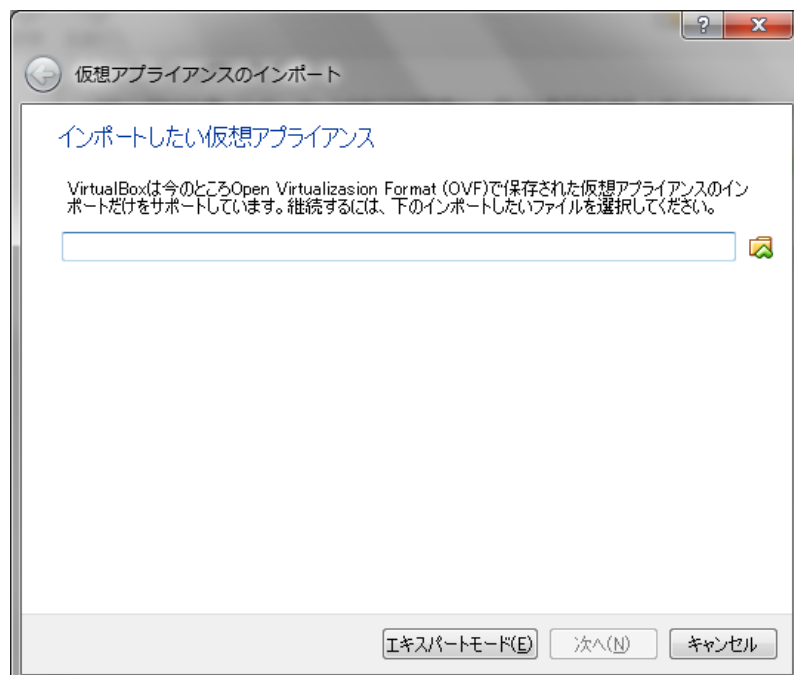 仮想アプライアンスのインポート
インポートしたい仮想アプライアンス
VirtualBoxは今のところOpen Virtualizasion Format (OVF)で保存された仮想アプライアンスのイン
ポートだけをサポートしています。継続するには、下のインポートしたいファイルを選択してください。
エキスパートモード(E) 次へ(N) キャンセル